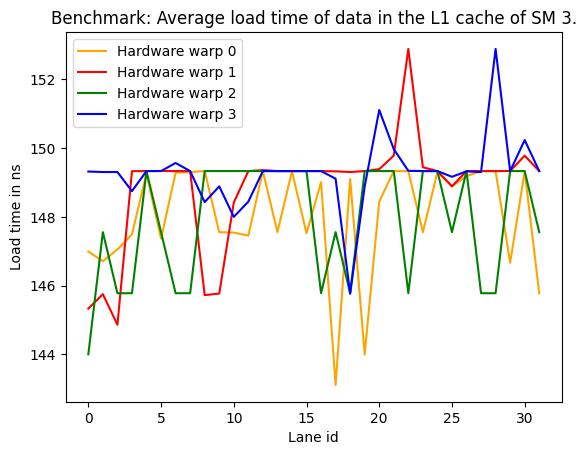 Benchmark: Average load time of data in the L1 cache of SM 3.
Hardware warp 0
Hardware warp 1
Hardware warp 2
Hardware warp 3
Load time in ns
152
150
148
146
144
0 5 10 15 20 25 30
Lane id